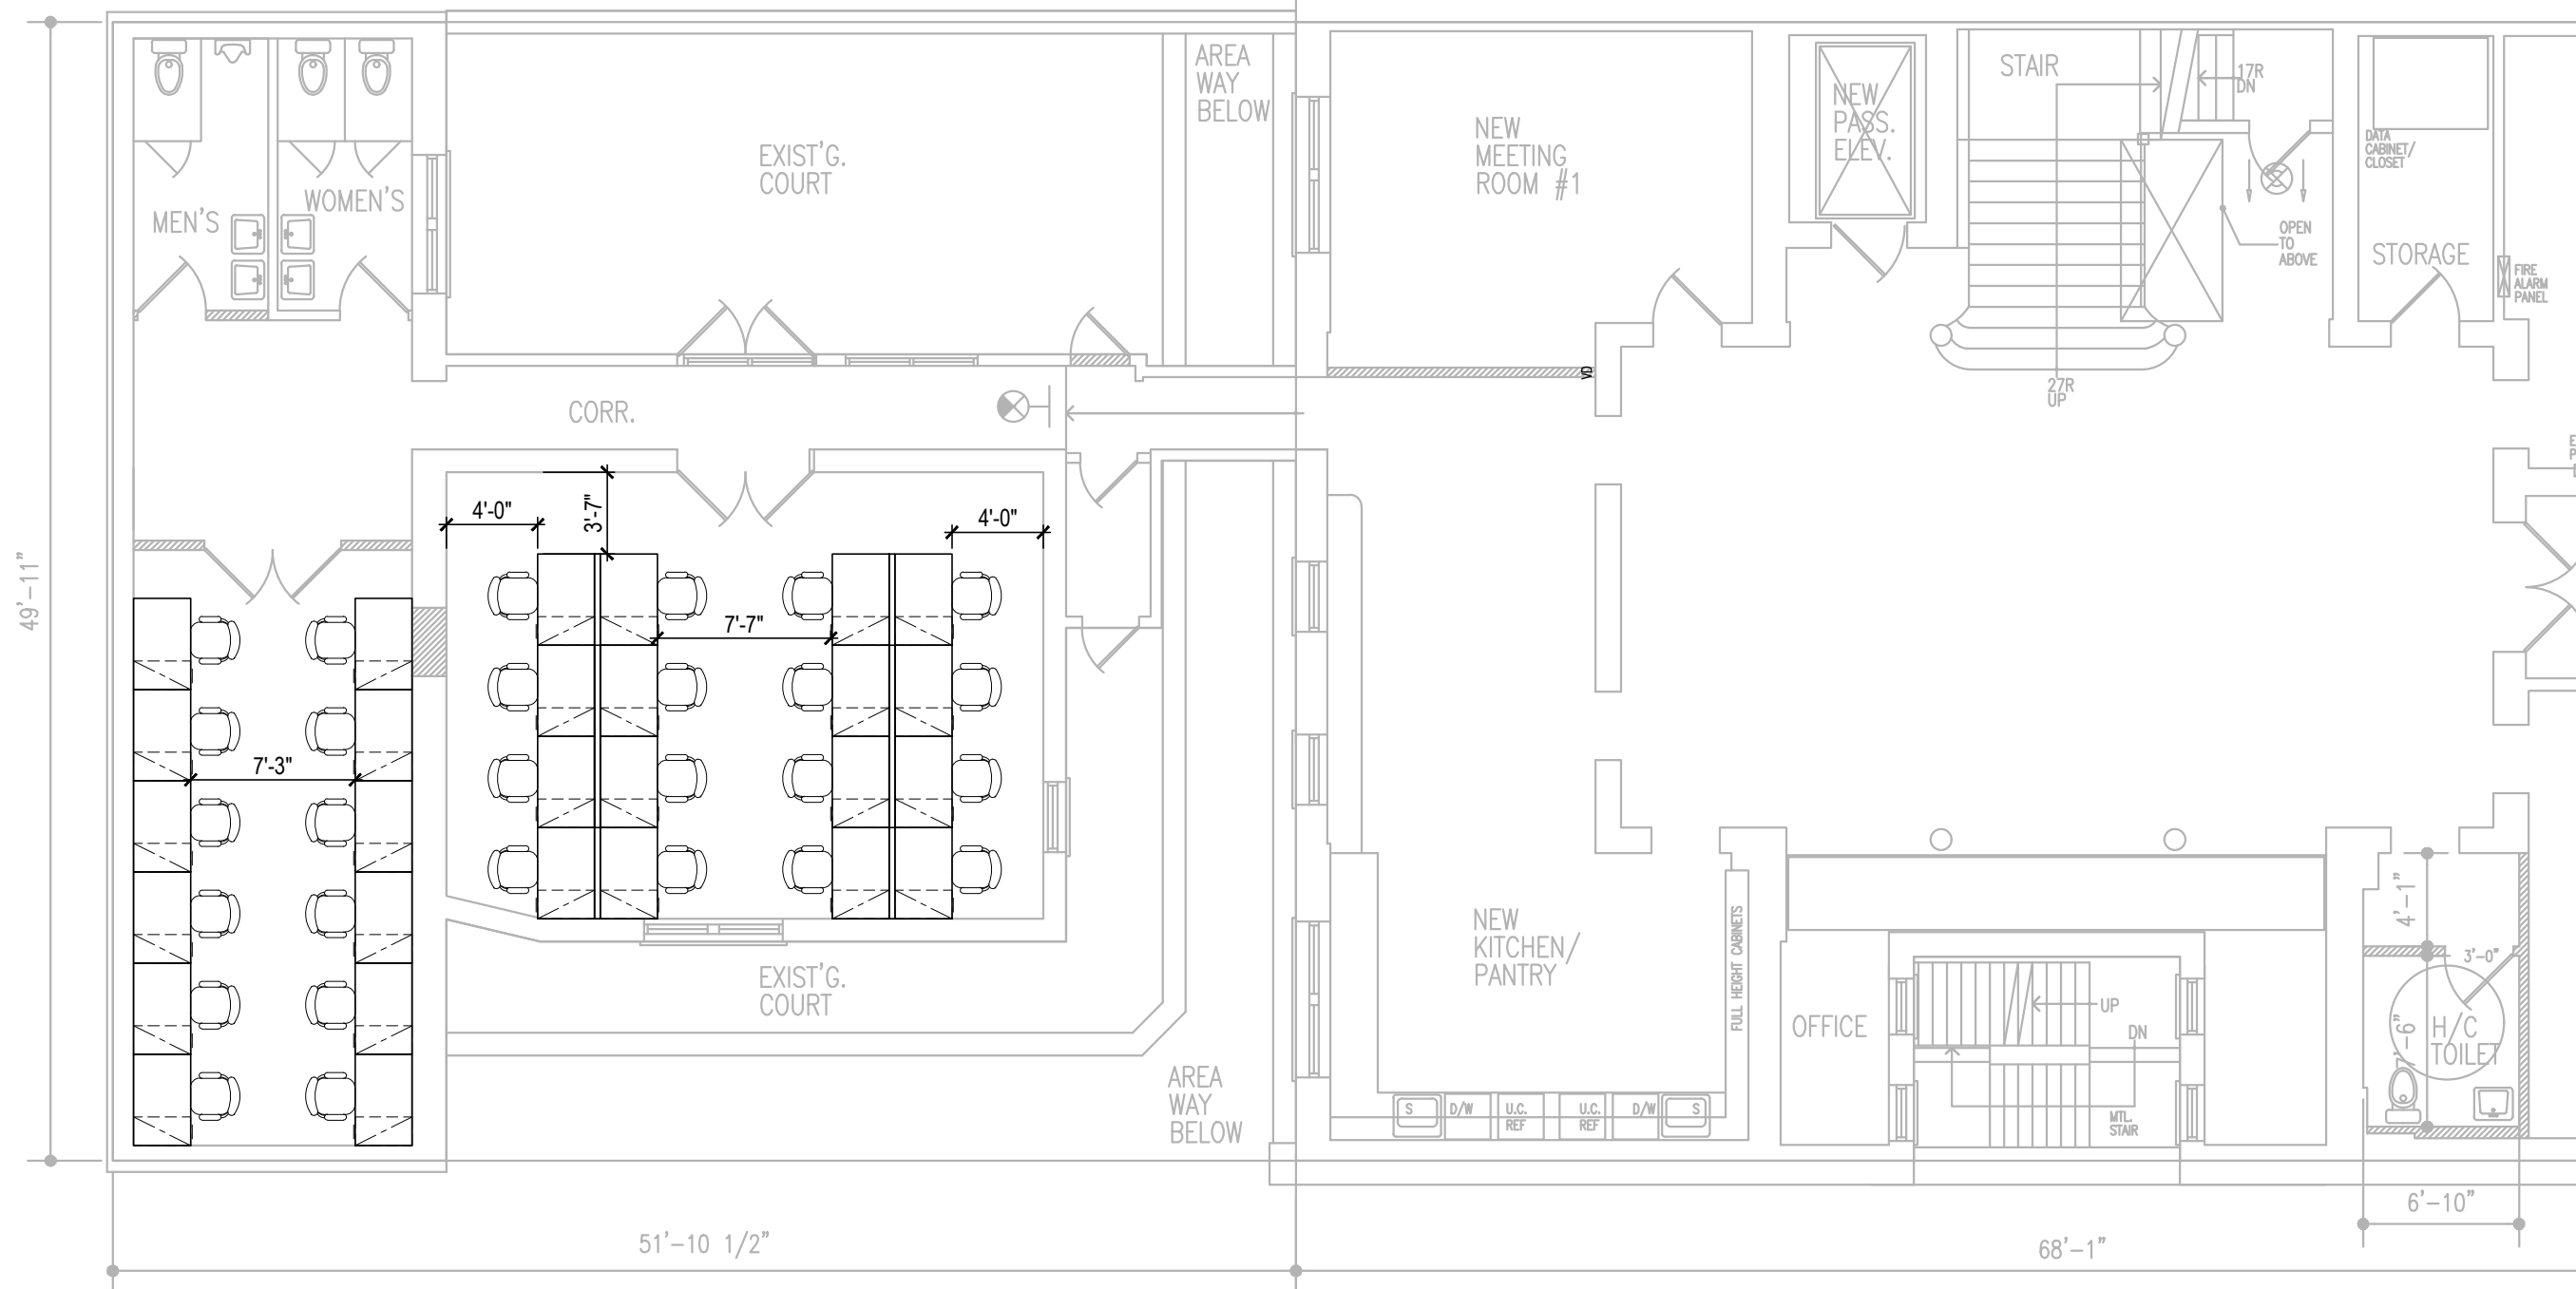 AREA
WAY
BELOW
EXIST'G.
COURT
NEW
MEETING
ROOM #1
NEW
PASS.
ELEV.
STAIR
17R
DN
DATA
CABINET/
CLOSET
MEN'S
WOMEN'S
OPEN
TO
ABOVE
STORAGE
FIRE
ALARM
PANEL
VD
27R
UP
CORR.
4'-0"
3'-7"
4'-0"
49'-11"
7'-7"
7'-3"
4'-1"
NEW
KITCHEN/
PANTRY
FULL HEIGHT CABINETS
3'-0"
EXIST'G.
COURT
UP
DN
OFFICE
H/C
TOILET
AREA
WAY
BELOW
S
D/W
U.C.
REF
U.C.
REF
D/W
S
MTL.
STAIR
6'-10"
51'-10 1/2"
68'-1"